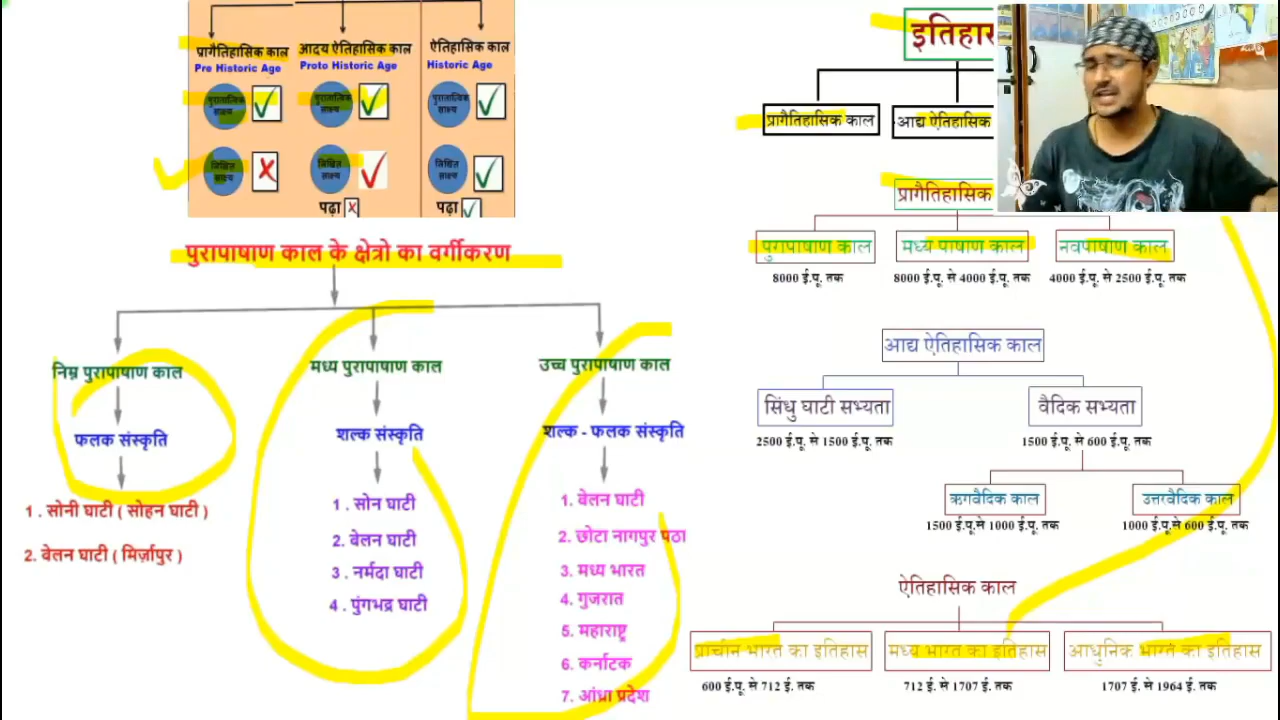 प्रागैतिहासिक काल
Pre Historic Age
आदय ऐतिहासिक काल
Proto Historic Age
ऐतिहासिक काल
Historic Age
पुरातात्विक
साक्ष्य
पुरातात्विक
साक्ष्य
पुरातात्विक
साक्ष्य
लिखित
साक्ष्य
लिखित
साक्ष्य
लिखित
साक्ष्य
पढ़ा
पढ़ा
पुरापाषाण काल के क्षेत्रो का वर्गीकरण
निम्न पुरापाषाण काल
फलक संस्कृति
1 . सोनी घाटी ( सोहन घाटी )
2. बेलन घाटी ( मिर्ज़ापुर )
मध्य पुरापाषाण काल
शल्क संस्कृति
1 . सोन घाटी
2. बेलन घाटी
3 . नर्मदा घाटी
4 . पुंगभद्र घाटी
उच्च पुरापाषाण काल
शल्क - फलक संस्कृति
1. बेलन घाटी
2. छोटा नागपुर पठा
3. मध्य भारत
4. गुजरात
5. महाराष्ट्र
6. कर्नाटक
7. आंध्रा प्रदेश
इतिहास
प्रागैतिहासिक काल
आद्य ऐतिहासिक
प्रागैतिहासिक
पुरापाषाण काल
8000 ई.पू. तक
मध्य पाषाण काल
8000 ई.पू. से 4000 ई.पू. तक
नवपाषाण काल
4000 ई.पू. से 2500 ई.पू. तक
आद्य ऐतिहासिक काल
सिंधु घाटी सभ्यता
2500 ई.पू. से 1500 ई.पू. तक
वैदिक सभ्यता
1500 ई.पू. से 600 ई.पू. तक
ऋगवैदिक काल
1500 ई.पू.से 1000 ई.पू. तक
उत्तरवैदिक काल
1000 ई.पू.से 600 ई.पू. तक
ऐतिहासिक काल
प्राचीन भारत का इतिहास
600 ई.पू. से 712 ई. तक
मध्य भारत का इतिहास
712 ई. से 1707 ई. तक
आधुनिक भारत का इतिहास
1707 ई. से 1964 ई. तक